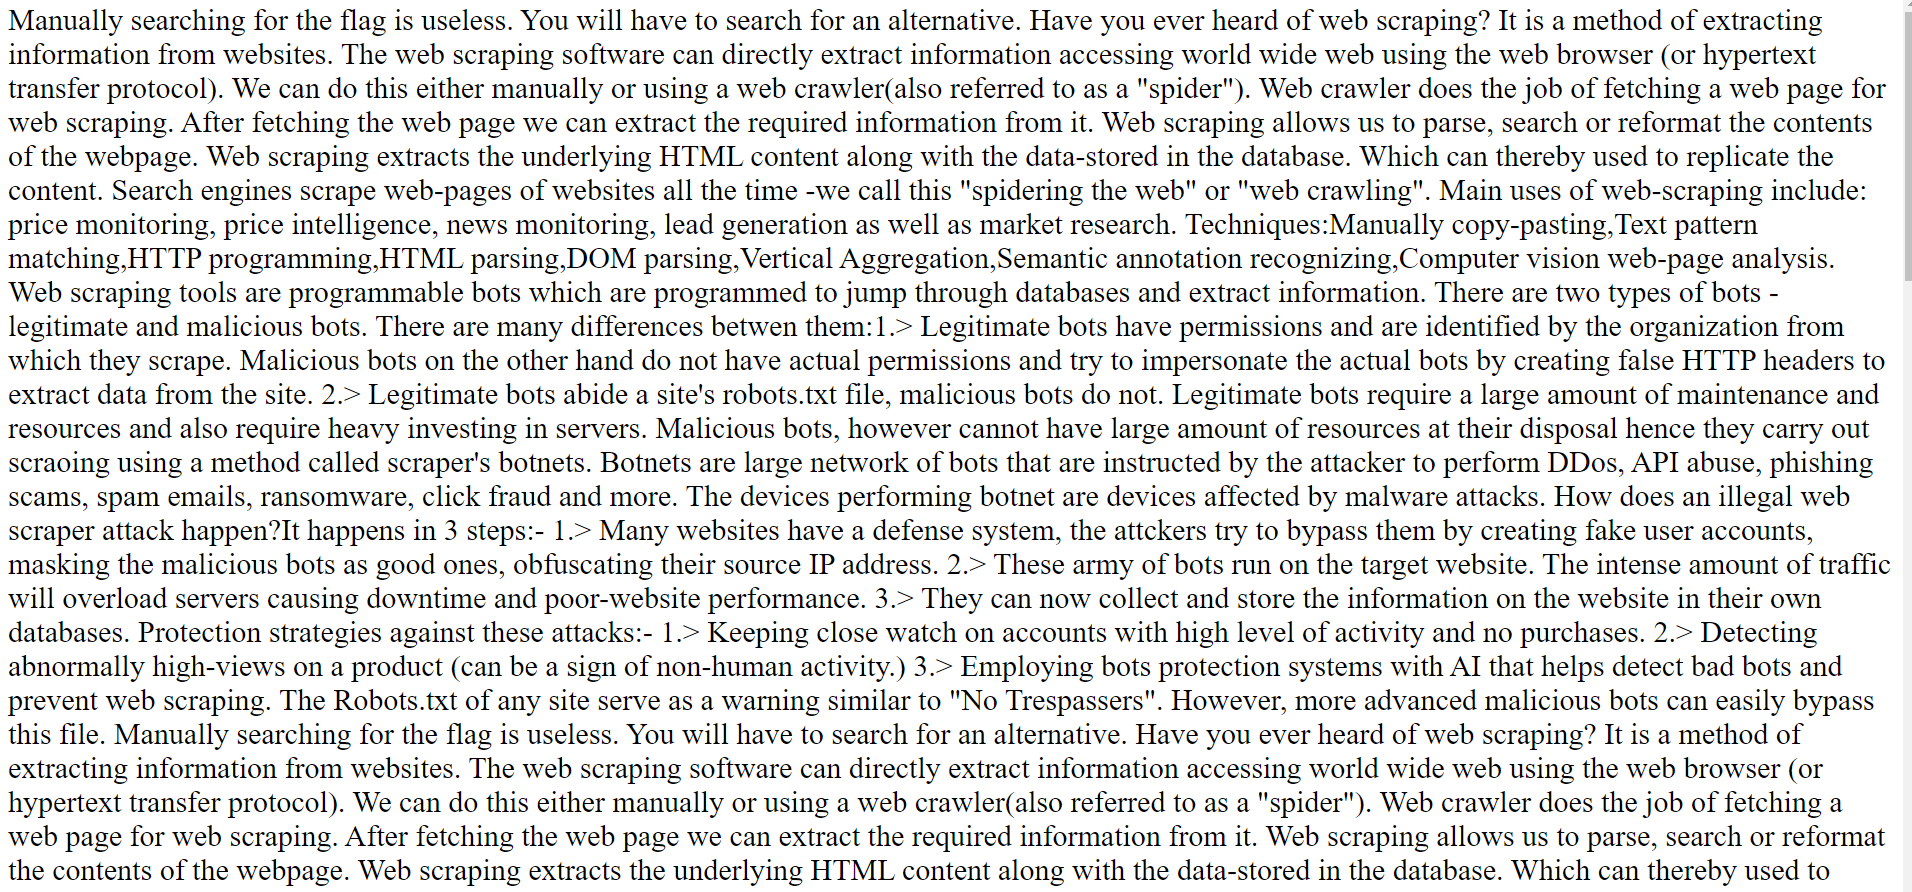 Manually searching for the flag is useless. You will have to search for an alternative. Have you ever heard of web scraping? It is a method of extracting
information from websites. The web scraping software can directly extract information accessing world wide web using the web browser (or hypertext
transfer protocol). We can do this either manually or using a web crawler(also referred to as a "spider"). Web crawler does the job of fetching a web page for
web scraping. After fetching the web page we can extract the required information from it. Web scraping allows us to parse, search or reformat the contents
of the webpage. Web scraping extracts the underlying HTML content along with the data-stored in the database. Which can thereby used to replicate the
content. Search engines scrape web-pages of websites all the time -we call this "spidering the web" or "web crawling". Main uses of web-scraping include:
price monitoring, price intelligence, news monitoring, lead generation as well as market research. Techniques:Manually copy-pasting,Text pattern
matching,HTTP programming,HTML parsing,DOM parsing,Vertical Aggregation,Semantic annotation recognizing,Computer vision web-page analysis.
Web scraping tools are programmable bots which are programmed to jump through databases and extract information. There are two types of bots -
legitimate and malicious bots. There are many differences betwen them:1.> Legitimate bots have permissions and are identified by the organization from
which they scrape. Malicious bots on the other hand do not have actual permissions and try to impersonate the actual bots by creating false HTTP headers to
extract data from the site. 2.> Legitimate bots abide a site's robots.txt file, malicious bots do not. Legitimate bots require a large amount of maintenance and
resources and also require heavy investing in servers. Malicious bots, however cannot have large amount of resources at their disposal hence they carry out
scraoing using a method called scraper's botnets. Botnets are large network of bots that are instructed by the attacker to perform DDos, API abuse, phishing
scams, spam emails, ransomware, click fraud and more. The devices performing botnet are devices affected by malware attacks. How does an illegal web
scraper attack happen?It happens in 3 steps:- 1.> Many websites have a defense system, the attckers try to bypass them by creating fake user accounts,
masking the malicious bots as good ones, obfuscating their source IP address. 2.> These army of bots run on the target website. The intense amount of traffic
will overload servers causing downtime and poor-website performance. 3.> They can now collect and store the information on the website in their own
databases. Protection strategies against these attacks:- 1.> Keeping close watch on accounts with high level of activity and no purchases. 2.> Detecting
abnormally high-views on a product (can be a sign of non-human activity.) 3.> Employing bots protection systems with AI that helps detect bad bots and
prevent web scraping. The Robots.txt of any site serve as a warning similar to "No Trespassers". However, more advanced malicious bots can easily bypass
this file. Manually searching for the flag is useless. You will have to search for an alternative. Have you ever heard of web scraping? It is a method of
extracting information from websites. The web scraping software can directly extract information accessing world wide web using the web browser (or
hypertext transfer protocol). We can do this either manually or using a web crawler(also referred to as a "spider"). Web crawler does the job of fetching a
web page for web scraping. After fetching the web page we can extract the required information from it. Web scraping allows us to parse, search or reformat
the contents of the webpage. Web scraping extracts the underlying HTML content along with the data-stored in the database. Which can thereby used to